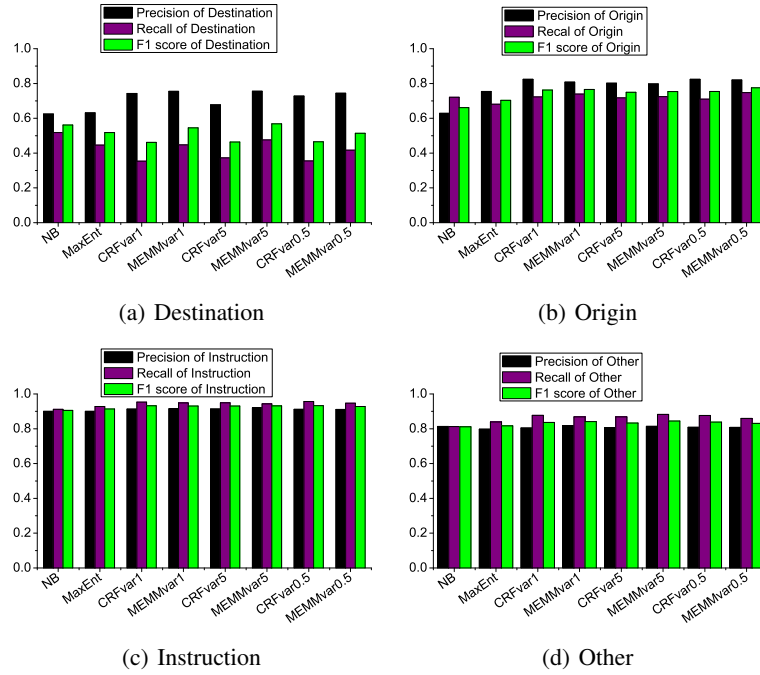 Precision of Destination
Recall of Destination
F1 score of Destination
1.0
0.8
0.6
0.4
0.2
0.0
NB
MaxEnt
CRFvar1
MEMMvar1
CRFvar5
MEMMvar5
CRFvar0.5
MEMMvar0.5
(a) Destination
Precision of Origin
Recal of Origin
F1 score of Origin
1.0
0.8
0.6
0.4
0.2
0.0
NB
MaxEnt
CRFvar1
MEMMvar1
CRFvar5
MEMMvar5
CRFvar0.5
MEMMvar0.5
(b) Origin
Precision of Instruction
Recall of Instruction
F1 score of Instruction
1.0
0.8
0.6
0.4
0.2
0.0
NB
MaxEnt
CRFvar1
MEMMvar1
CRFvar5
MEMMvar5
CRFvar0.5
MEMMvar0.5
(c) Instruction
Precision of Other
Recall of Other
F1 score of Other
1.0
0.8
0.6
0.4
0.2
0.0
NB
MaxEnt
CRFvar1
MEMMvar1
CRFvar5
MEMMvar5
CRFvar0.5
MEMMvar0.5
(d) Other